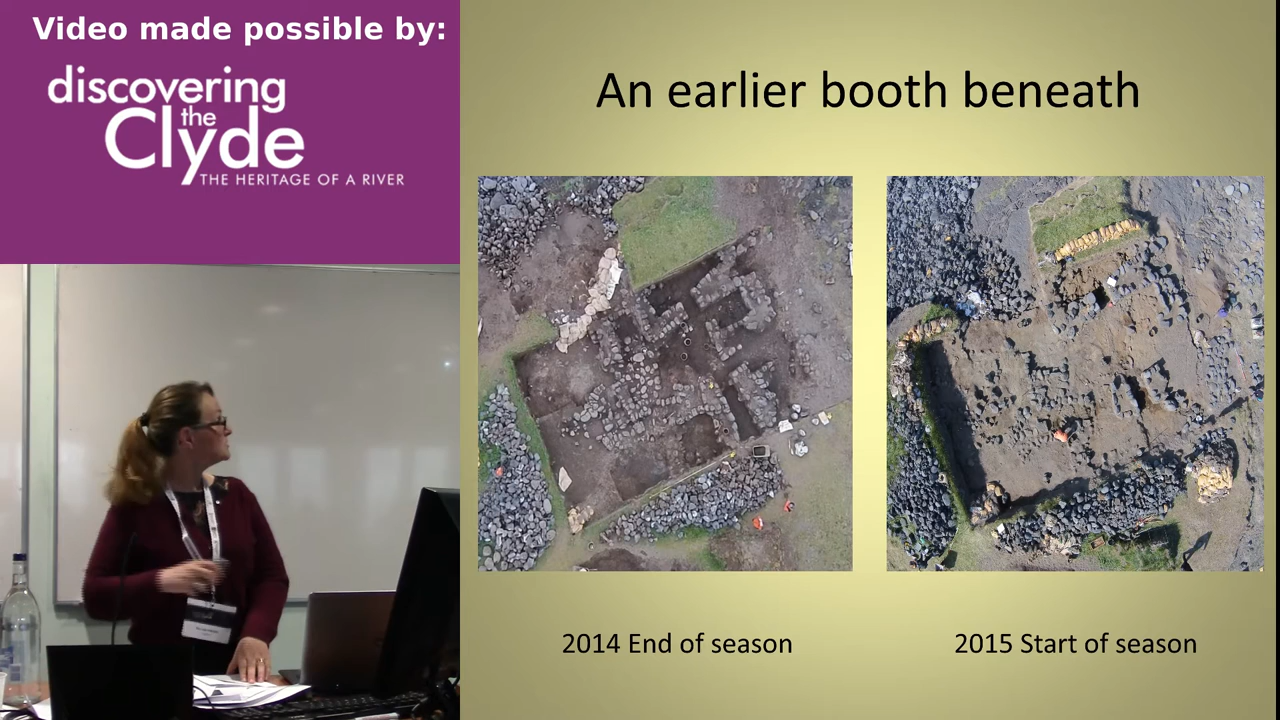 Video made possible by:
discovering
the
Clyde
THE HERITAGE OF A RIVER
An earlier booth beneath
2014 End of season
2015 Start of season